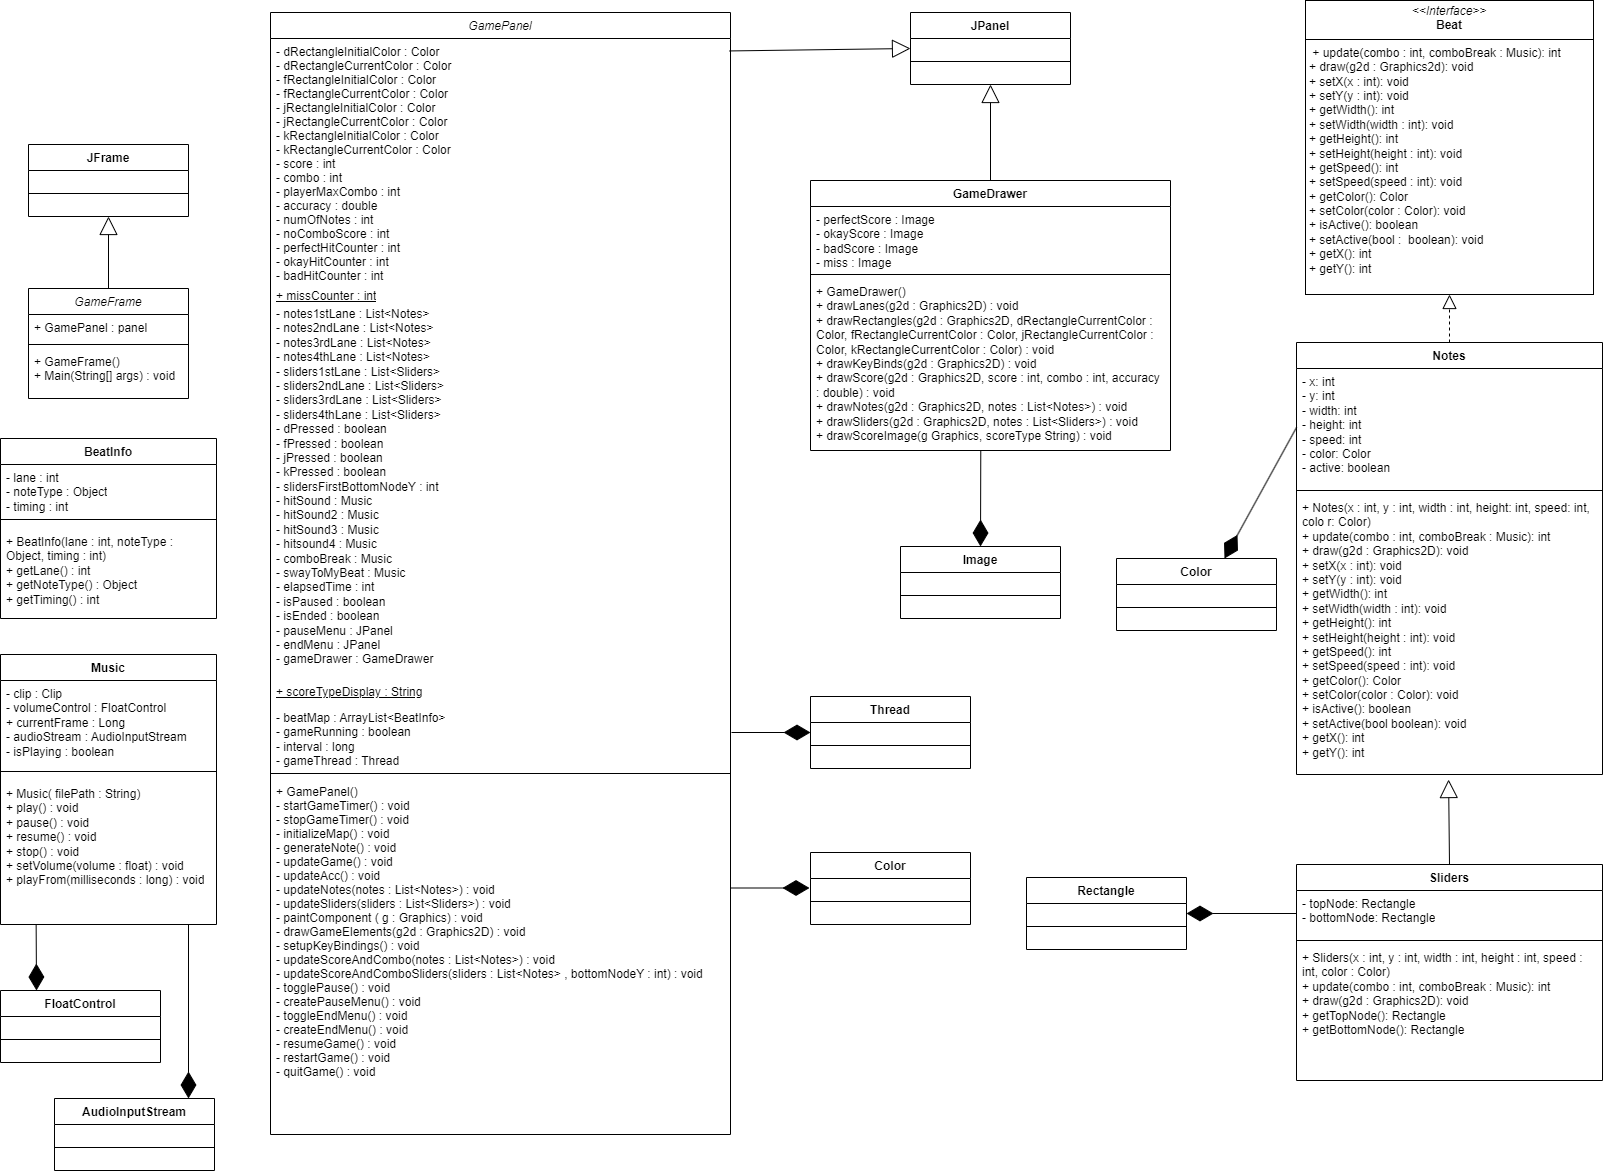 JFrame
GameFrame
+ GamePanel : panel
+ GameFrame()
+ Main(String[] args) : void
BeatInfo
- lane : int
- noteType : Object
- timing : int
+ BeatInfo(lane : int, noteType :
Object, timing : int)
+ getLane() : int
+ getNoteType() : Object
+ getTiming() : int
Music
- clip : Clip
- volumeControl : FloatControl
+ currentFrame : Long
- audioStream : AudioInputStream
- isPlaying : boolean
+ Music( filePath : String)
+ play() : void
+ pause() : void
+ resume() : void
+ stop() : void
+ setVolume(volume : float) : void
+ playFrom(milliseconds : long) : void
FloatControl
AudioInputStream
GamePanel
- dRectangleInitialColor : Color
- dRectangleCurrentColor : Color
- fRectangleInitialColor : Color
- fRectangleCurrentColor : Color
- jRectangleInitialColor : Color
- jRectangleCurrentColor : Color
- kRectangleInitialColor : Color
- kRectangleCurrentColor : Color
- score : int
- combo : int
- playerMaxCombo : int
- accuracy : double
- numOfNotes : int
- noComboScore : int
- perfectHitCounter : int
- okayHitCounter : int
- badHitCounter : int
+ missCounter : int
- notes1stLane : List<Notes>
- notes2ndLane : List<Notes>
- notes3rdLane : List<Notes>
- notes4thLane : List<Notes>
- sliders1stLane : List<Sliders>
- sliders2ndLane : List<Sliders>
- sliders3rdLane : List<Sliders>
- sliders4thLane : List<Sliders>
- dPressed : boolean
- fPressed : boolean
- jPressed : boolean
- kPressed : boolean
- slidersFirstBottomNodeY : int
- hitSound : Music
- hitSound2 : Music
- hitSound3 : Music
- hitsound4 : Music
- comboBreak : Music
- swayToMyBeat : Music
- elapsedTime : int
- isPaused : boolean
- isEnded : boolean
- pauseMenu : JPanel
- endMenu : JPanel
- gameDrawer : GameDrawer
+ scoreTypeDisplay : String
- beatMap : ArrayList<BeatInfo>
- gameRunning : boolean
- interval : long
- gameThread : Thread
+ GamePanel()
- startGameTimer() : void
- stopGameTimer() : void
- initializeMap() : void
- generateNote() : void
- updateGame() : void
- updateAcc() : void
- updateNotes(notes : List<Notes>) : void
- updateSliders(sliders : List<Sliders>) : void
- paintComponent ( g : Graphics) : void
- drawGameElements(g2d : Graphics2D) : void
- setupKeyBindings() : void
- updateScoreAndCombo(notes : List<Notes>) : void
- updateScoreAndComboSliders(sliders : List<Notes> , bottomNodeY : int) : void
- togglePause() : void
- createPauseMenu() : void
- toggleEndMenu() : void
- createEndMenu() : void
- resumeGame() : void
- restartGame() : void
- quitGame() : void
JPanel
GameDrawer
- perfectScore : Image
- okayScore : Image
- badScore : Image
- miss : Image
+ GameDrawer()
+ drawLanes(g2d : Graphics2D) : void
+ drawRectangles(g2d : Graphics2D, dRectangleCurrentColor :
Color, fRectangleCurrentColor : Color, jRectangleCurrentColor :
Color, kRectangleCurrentColor : Color) : void
+ drawKeyBinds(g2d : Graphics2D) : void
+ drawScore(g2d : Graphics2D, score : int, combo : int, accuracy
: double) : void
+ drawNotes(g2d : Graphics2D, notes : List<Notes>) : void
+ drawSliders(g2d : Graphics2D, notes : List<Sliders>) : void
+ drawScoreImage(g Graphics, scoreType String) : void
Image
Color
Thread
Color
Rectangle
<<Interface>>
Beat
+ update(combo : int, comboBreak : Music): int
+ draw(g2d : Graphics2d): void
+ setX(x : int): void
+ setY(y : int): void
+ getWidth(): int
+ setWidth(width : int): void
+ getHeight(): int
+ setHeight(height : int): void
+ getSpeed(): int
+ setSpeed(speed : int): void
+ getColor(): Color
+ setColor(color : Color): void
+ isActive(): boolean
+ setActive(bool : boolean): void
+ getX(): int
+ getY(): int
Notes
- x: int
- y: int
- width: int
- height: int
- speed: int
- color: Color
- active: boolean
+ Notes(x : int, y : int, width : int, height: int, speed: int,
colo r: Color)
+ update(combo : int, comboBreak : Music): int
+ draw(g2d : Graphics2D): void
+ setX(x : int): void
+ setY(y : int): void
+ getWidth(): int
+ setWidth(width : int): void
+ getHeight(): int
+ setHeight(height : int): void
+ getSpeed(): int
+ setSpeed(speed : int): void
+ getColor(): Color
+ setColor(color : Color): void
+ isActive(): boolean
+ setActive(bool boolean): void
+ getX(): int
+ getY(): int
Sliders
- topNode: Rectangle
- bottomNode: Rectangle
+ Sliders(x : int, y : int, width : int, height : int, speed :
int, color : Color)
+ update(combo : int, comboBreak : Music): int
+ draw(g2d : Graphics2D): void
+ getTopNode(): Rectangle
+ getBottomNode(): Rectangle